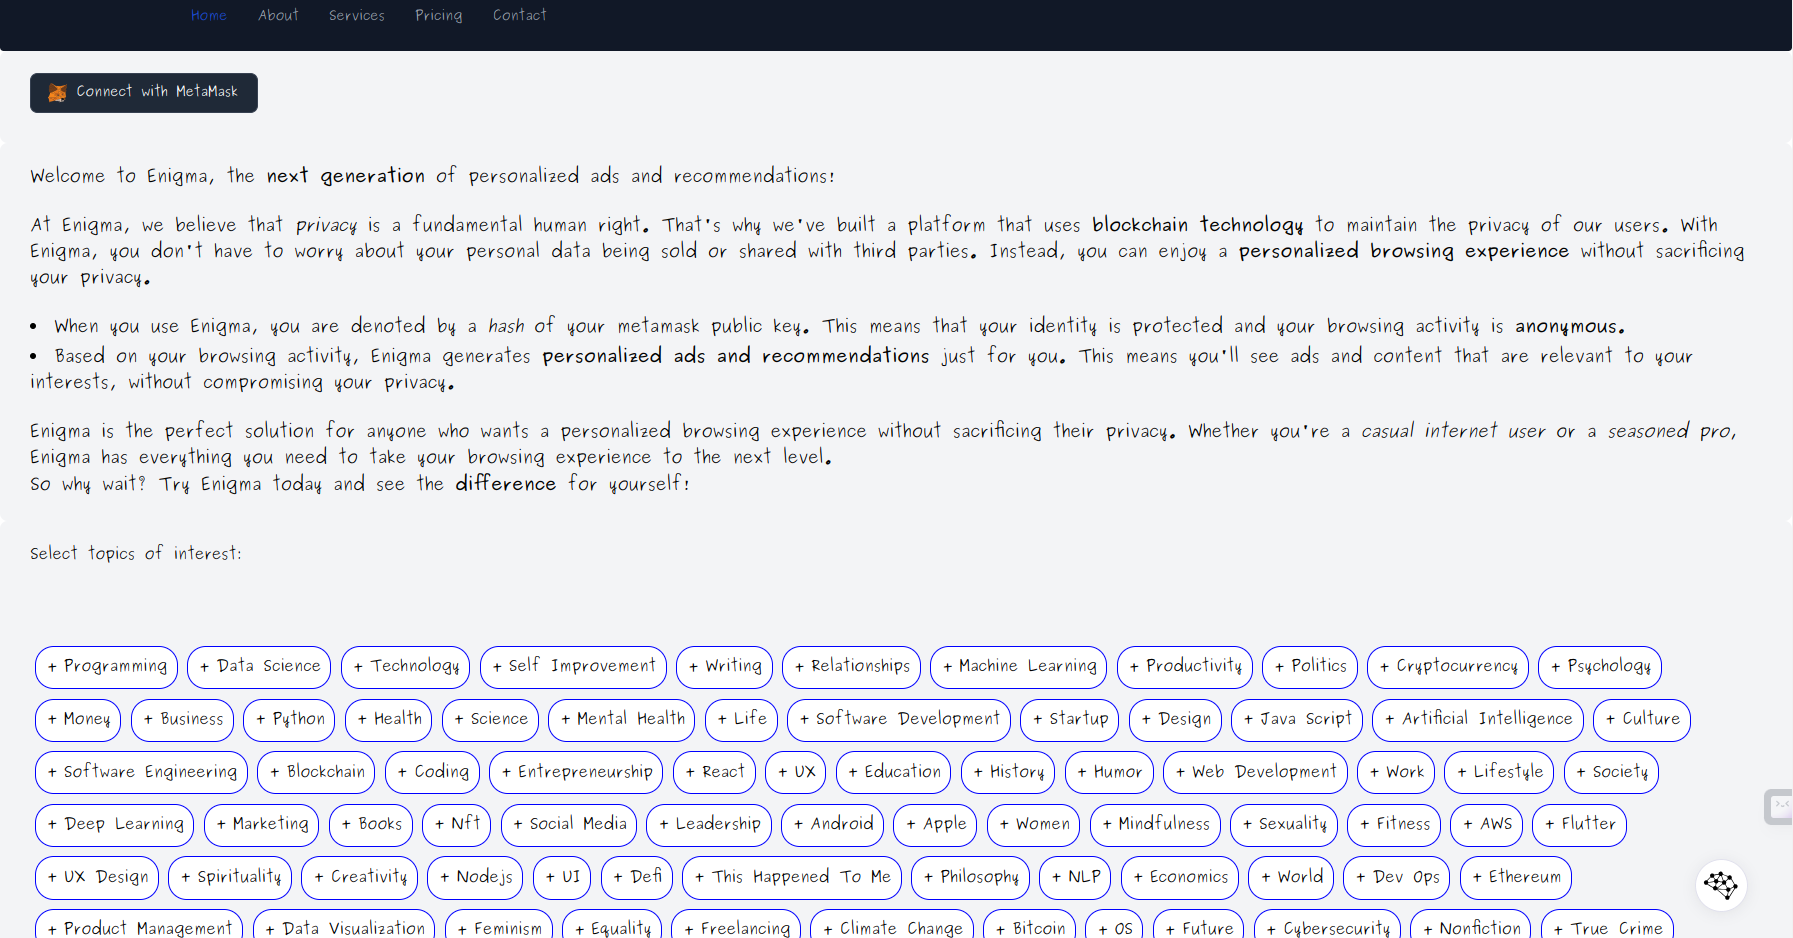 Home About Services Pricing Contact
Connect with MetaMask
Welcome to Enigma, the next generation of personalized ads and recommendations!
At Enigma, we believe that privacy is a fundamental human right. That's why we've built a platform that uses blockchain technology to maintain the privacy of our users. With
Enigma, you don't have to worry about your personal data being sold or shared with third parties. Instead, you can enjoy a personalized browsing experience without sacrificing
your privacy.
• When you use Enigma, you are denoted by a hash of your metamask public key. This means that your identity is protected and your browsing activity is anonymous.
• Based on your browsing activity, Enigma generates personalized ads and recommendations just for you. This means you'll see ads and content that are relevant to your
interests, without compromising your privacy.
Enigma is the perfect solution for anyone who wants a personalized browsing experience without sacrificing their privacy. Whether you're a casual internet user or a seasoned pro,
Enigma has everything you need to take your browsing experience to the next level.
So why wait? Try Enigma today and see the difference for yourself!
Select topics of interest:
+ Programming + Data Science + Technology + Self Improvement + Writing + Relationships + Machine Learning + Productivity + Politics + Cryptocurrency + Psychology
+ Money + Business + Python + Health + Science + Mental Health + Life + Software Development + Startup + Design + Java Script + Artificial Intelligence + Culture
+ Software Engineering + Blockchain + Coding + Entrepreneurship + React + UX + Education + History + Humor + Web Development + Work + Lifestyle + Society
+ Deep Learning + Marketing + Books + Nft + Social Media + Leadership + Android + Apple + Women + Mindfulness + Sexuality + Fitness + AWS + Flutter
+ UX Design + Spirituality + Creativity + Nodejs + UI + Defi + This Happened To Me + Philosophy + NLP + Economics + World + Dev Ops + Ethereum
+ Product Management + Data Visualization + Feminism + Equality + Freelancing + Climate Change + Bitcoin + OS + Future + Cybersecurity + Nonfiction + True Crime